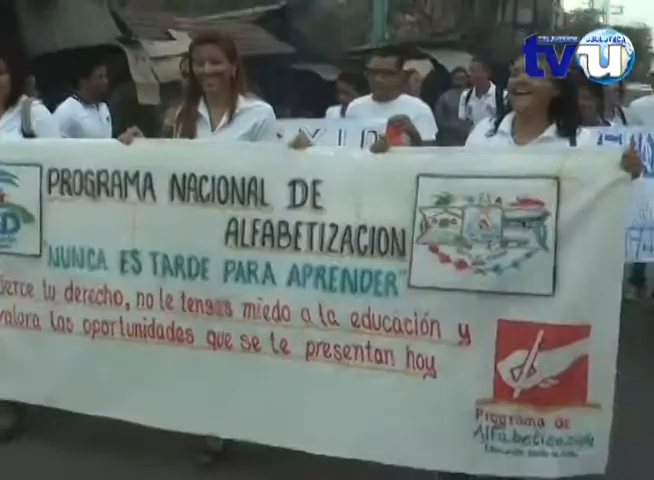 tvu
PROGRAMA NACIONAL DE
ALFABETIZACION
"NUNCA ES TARDE PARA APRENDER"
jerce tu derecho, no le tengas miedo a la educación y
valora las oportunidades que se te presentan hoy
Programa de
Alfabetización